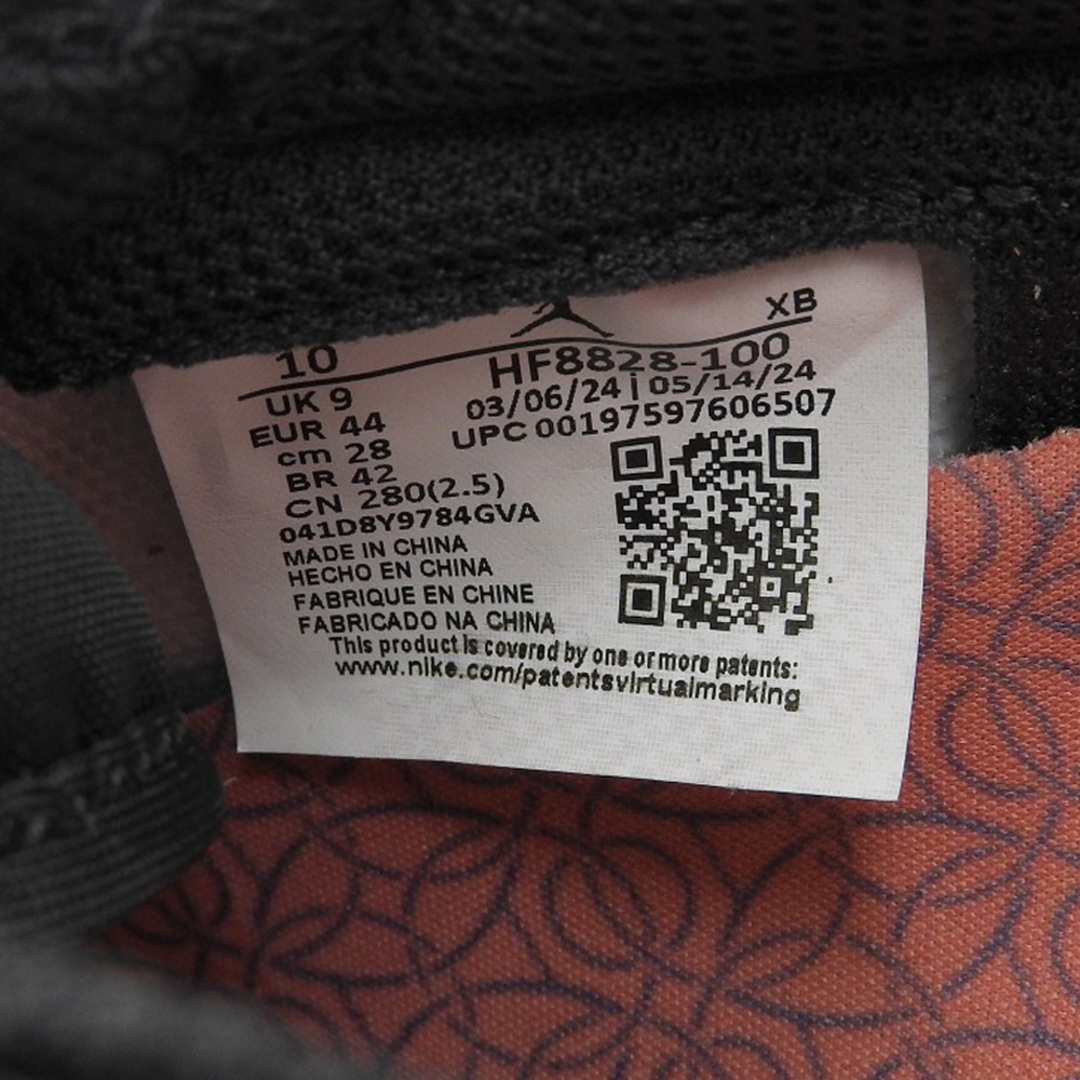 XB
10
HF8828-100
UK 9
03/06/24 | 05/14/24
EUR 44
UPC 00197597606507
cm 28
BR 42
CN 280(2.5)
041D8Y9784GVA
MADE IN CHINA
HECHO EN CHINA
FABRIQUE EN CHINE
FABRICADO NA CHINA
This product is covered by one or more patents:
www.nike.com/patentsvirtualmarking